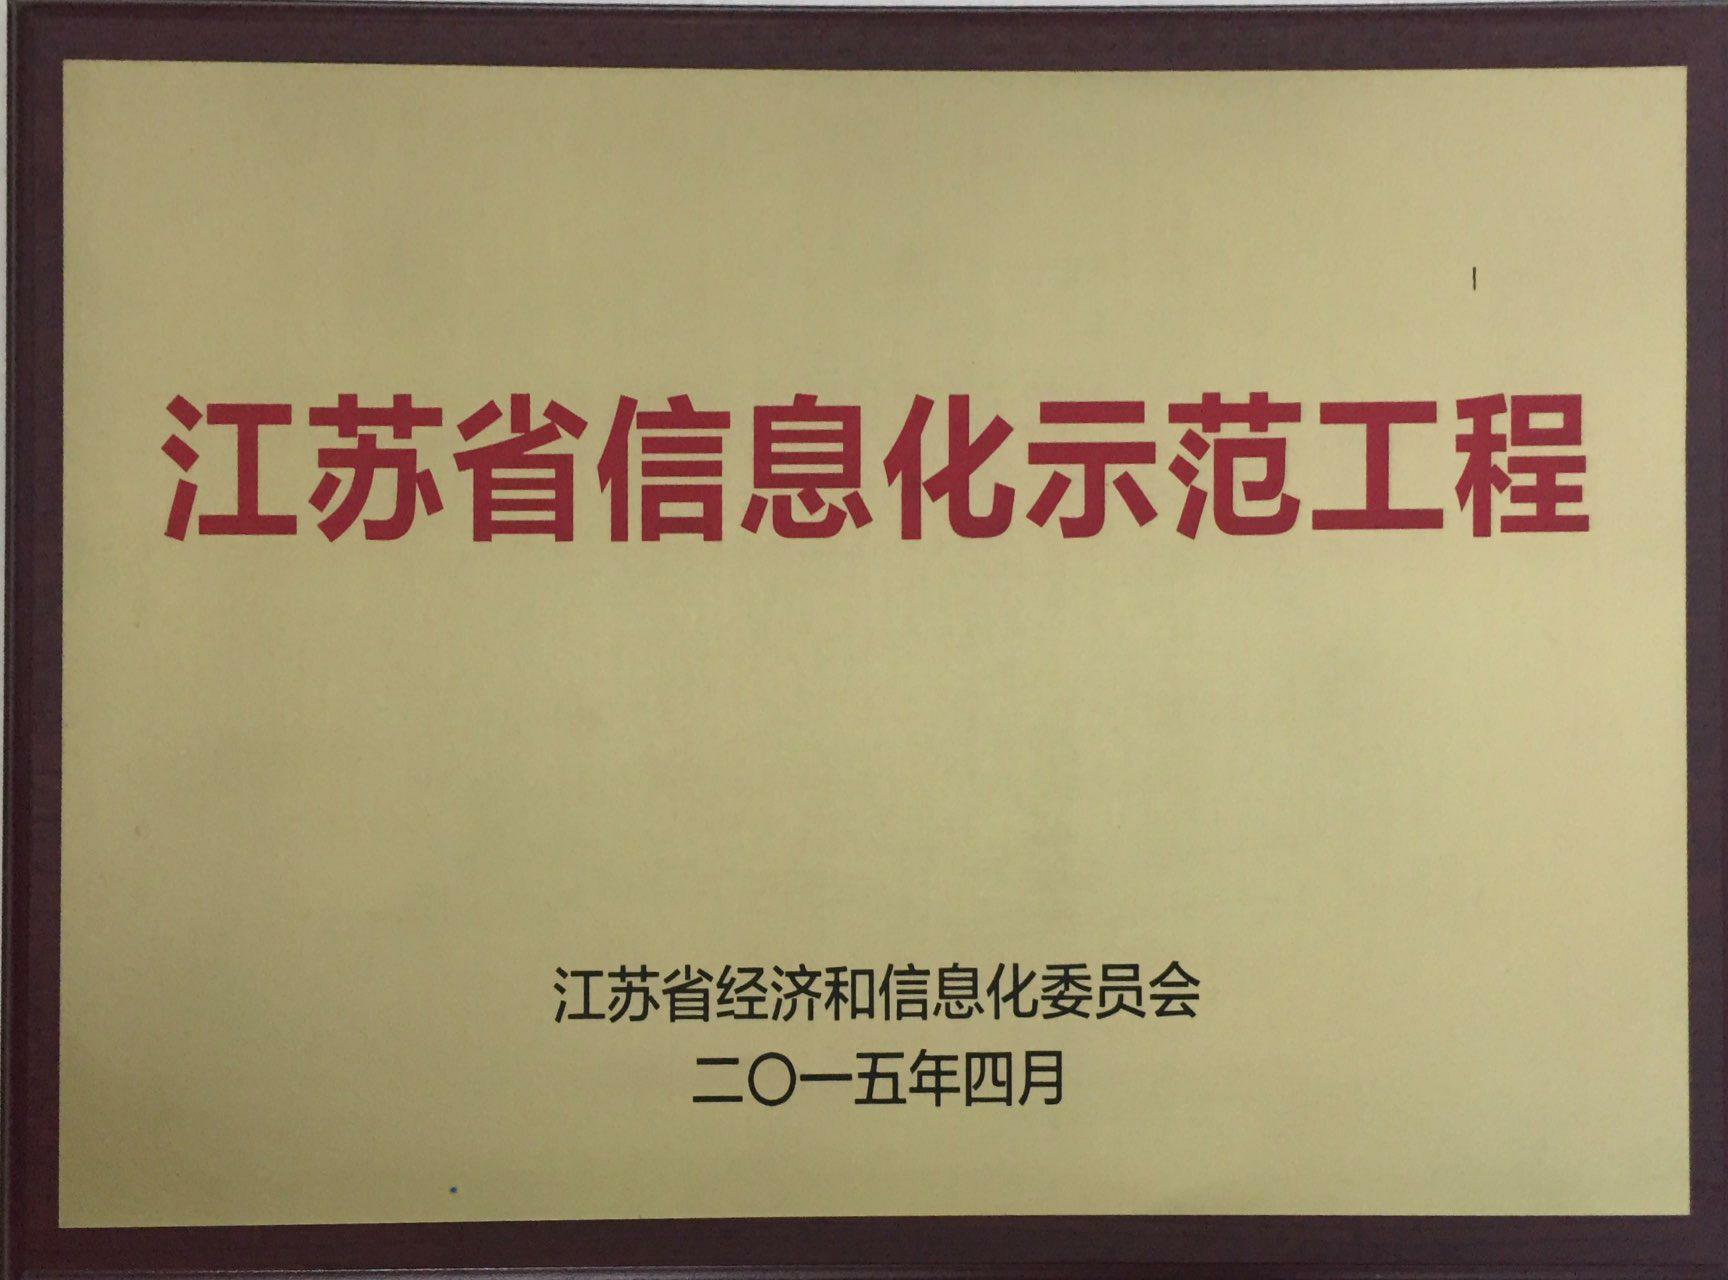 江苏省信息化示范工程
江苏省经济和信息化委员会
二〇一五年四月